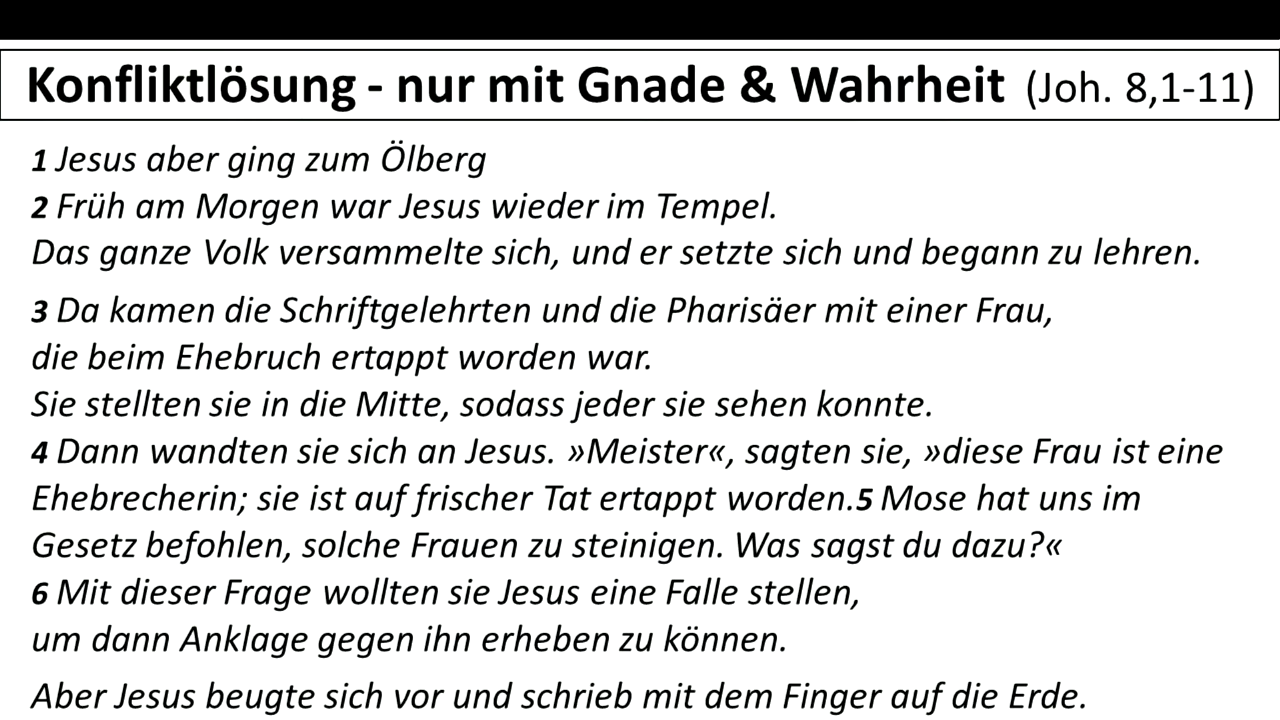 Konfliktlösung - nur mit Gnade & Wahrheit (Joh. 8,1-11)
1 Jesus aber ging zum Ölberg
2 Früh am Morgen war Jesus wieder im Tempel.
Das ganze Volk versammelte sich, und er setzte sich und begann zu lehren.
3 Da kamen die Schriftgelehrten und die Pharisäer mit einer Frau,
die beim Ehebruch ertappt worden war.
Sie stellten sie in die Mitte, sodass jeder sie sehen konnte.
4 Dann wandten sie sich an Jesus. »Meister«, sagten sie, »diese Frau ist eine
Ehebrecherin; sie ist auf frischer Tat ertappt worden.5 Mose hat uns im
Gesetz befohlen, solche Frauen zu steinigen. Was sagst du dazu?«
6 Mit dieser Frage wollten sie Jesus eine Falle stellen,
um dann Anklage gegen ihn erheben zu können.
Aber Jesus beugte sich vor und schrieb mit dem Finger auf die Erde.